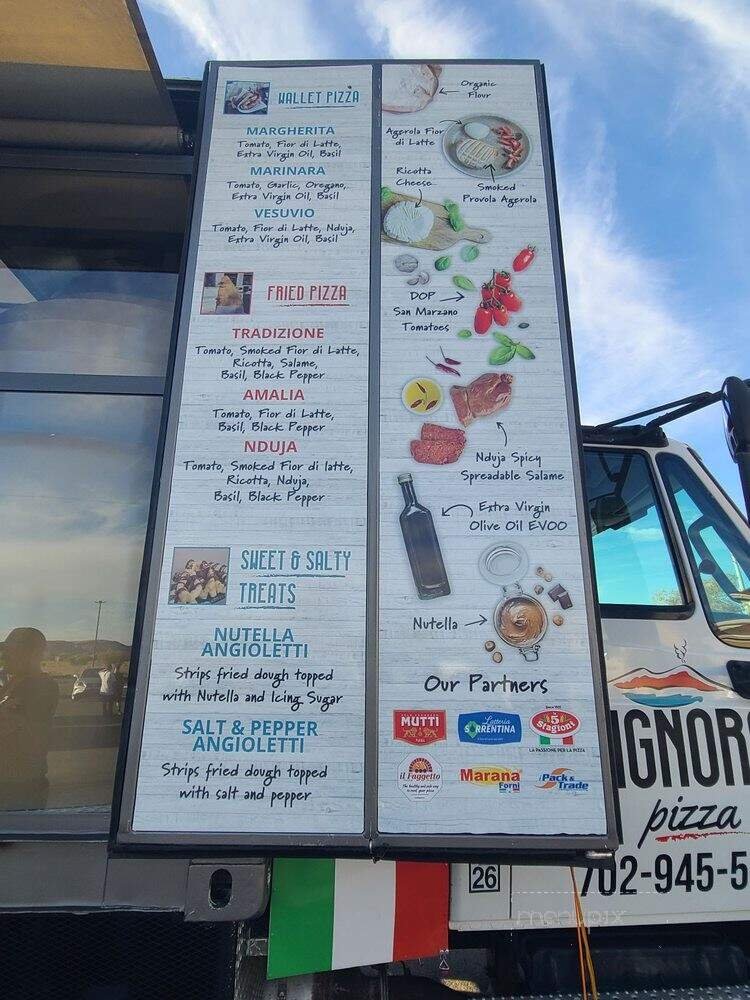 WALLET PIZZA
MARGHERITA
Tomato, Fior di Latte,
Extra Virgin Oil, Basil
MARINARA
Tomato, Garlic, Oregano,
Extra Virgin Oil, Basil
VESUVIO
Tomato, Fior di Latte, Nduja,
Extra Virgin Oil, Basil
FRIED PIZZA
TRADIZIONE
Tomato, Smoked Fior di Latte,
Ricotta, Salame,
Basil, Black Pepper
AMALIA
Tomato, Fior di Latte,
Basil, Black Pepper
NDUJA
Tomato, Smoked Fior di latte,
Ricotta, Nduja,
Basil, Black Pepper
SWEET & SALTY
TREATS
NUTELLA
ANGIOLETTI
Strips fried dough topped
with Nutella and Icing Sugar
SALT & PEPPER
ANGIOLETTI
Strips fried dough topped
with salt and pepper
Organic
Flour
Agerola Fior
di Latte
Ricotta
Cheese
Smoked
Provola Agerola
DOP
San Marzano
Tomatoes
Nduja Spicy
Spreadable Salame
Extra Virgin
Olive Oil EVOO
Nutella
Our Partners
MUTTI
Latteria
SORRENTINA
5
Stagioni
LA PASSIONE PER LA PIZZA
il Faggetto
Marana
Forni
Pack &
Trade
IGNOR
pizza
702-945-5
26
menupix